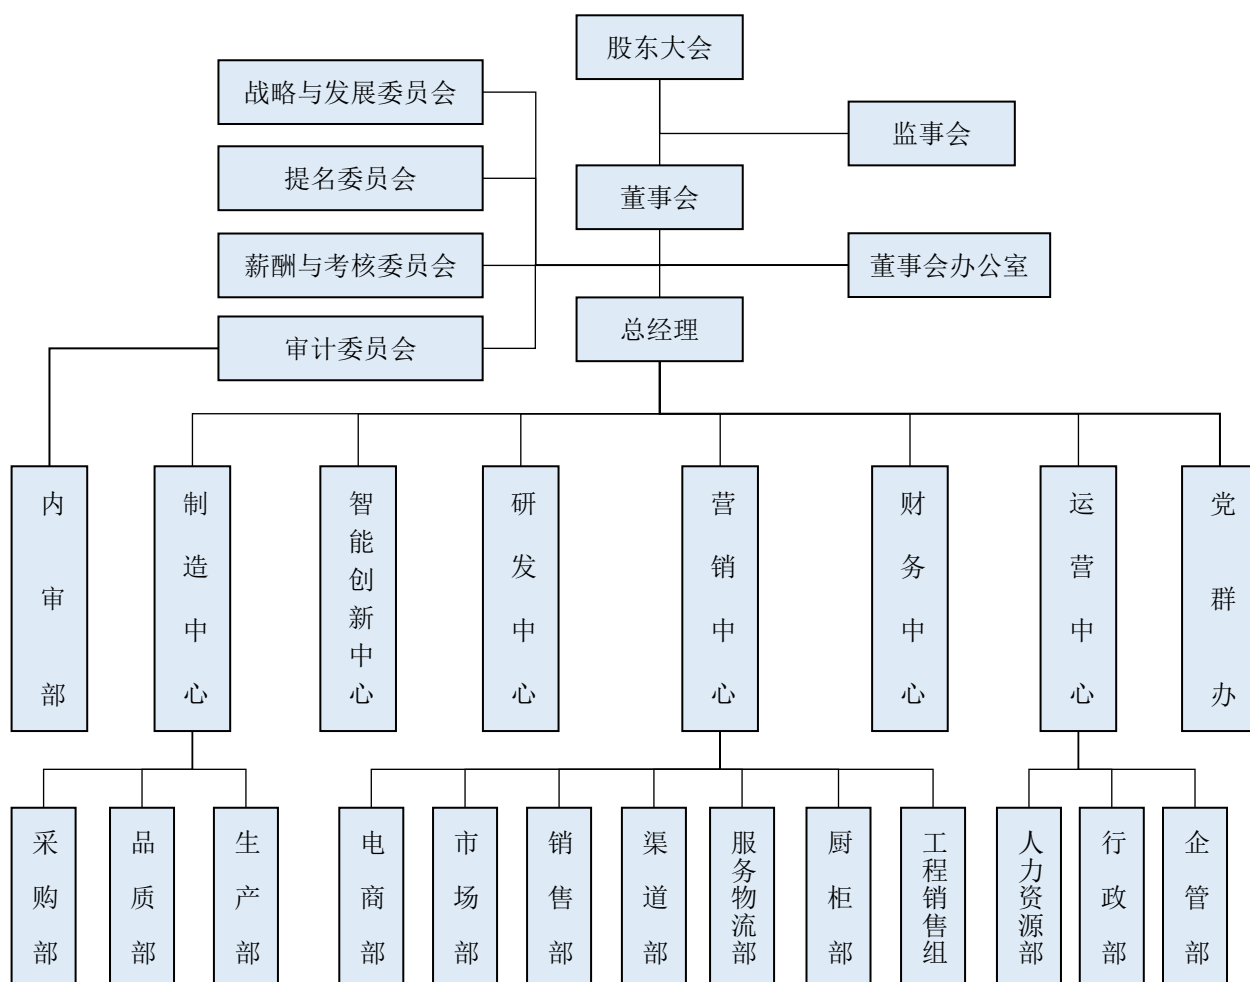 股东大会
战略与发展委员会
监事会
提名委员会
董事会
薪酬与考核委员会
董事会办公室
总经理
审计委员会
内审部
制造中心
智能创新中心
研发中心
营销中心
财务中心
运营中心
党群办
采购部
品质部
生产部
电商部
市场部
销售部
渠道部
服务物流部
厨柜部
工程销售组
人力资源部
行政部
企管部